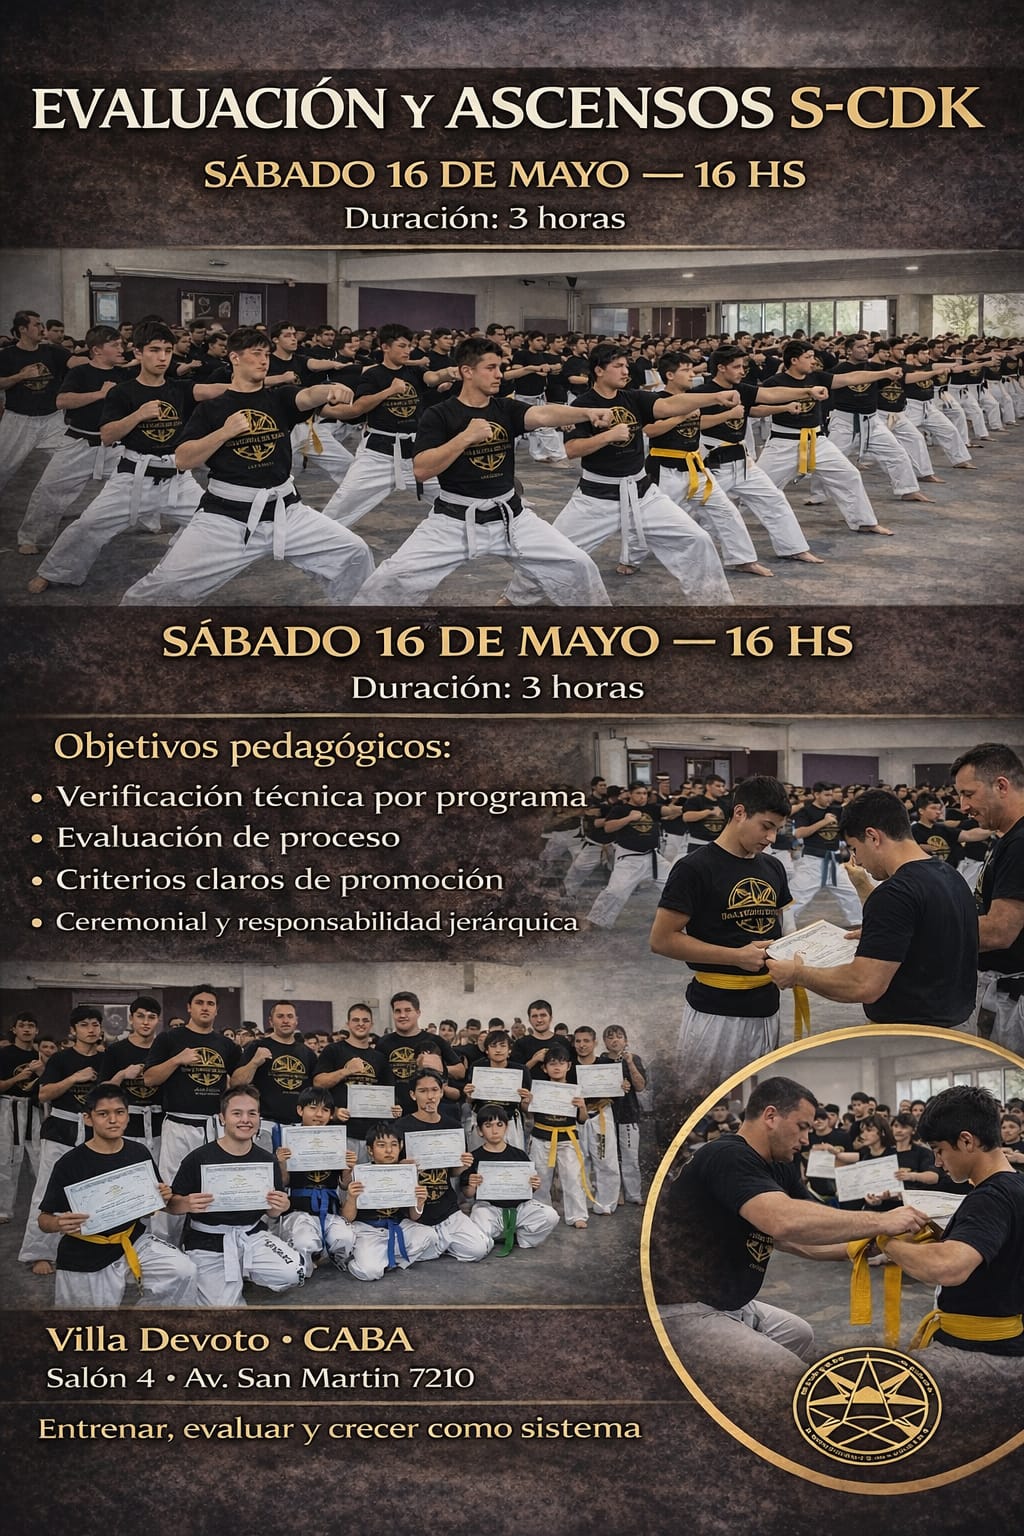 EVALUACIÓN Y ASCENSOS S-CDK
SÁBADO 16 DE MAYO — 16 HS
Duración: 3 horas
SÁBADO 16 DE MAYO — 16 HS
Duración: 3 horas
Objetivos pedagógicos:
• Verificación técnica por programa
• Evaluación de proceso
• Criterios claros de promoción
• Ceremonial y responsabilidad jerárquica
Villa Devoto • CABA
Salón 4 • Av. San Martin 7210
Entrenar, evaluar y crecer como sistema